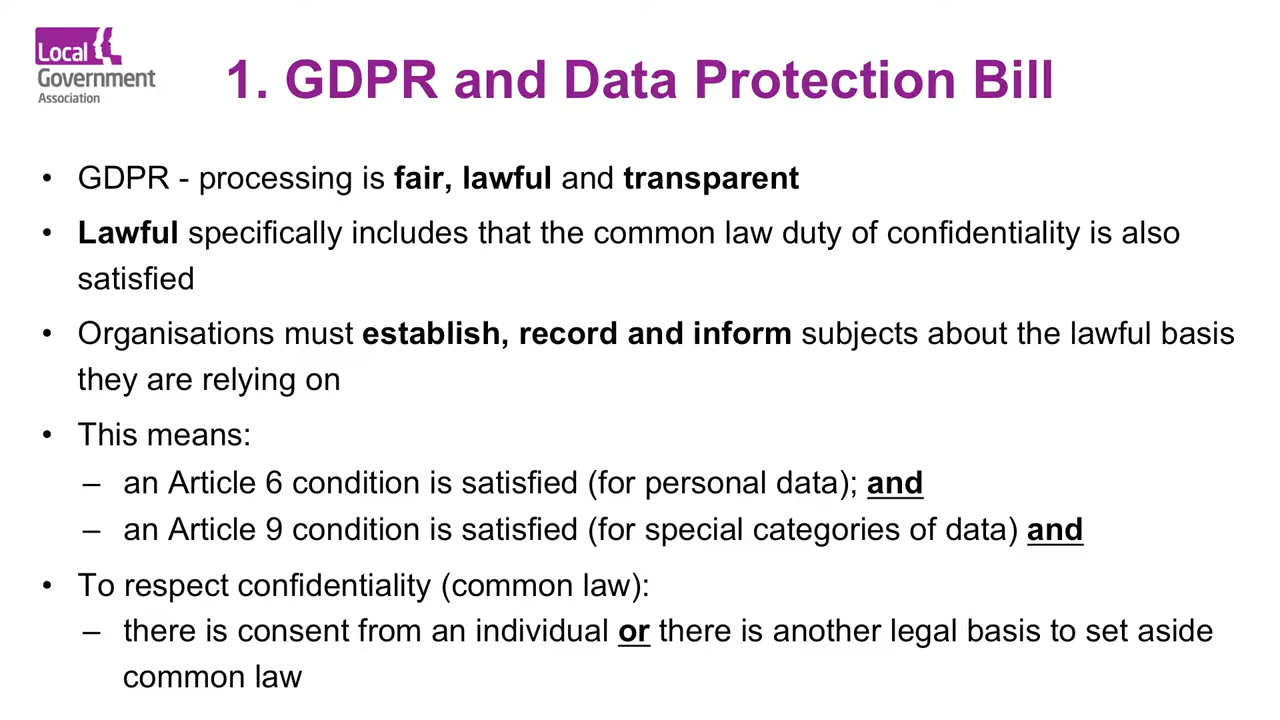 Local
Government
Association
1. GDPR and Data Protection Bill
• GDPR - processing is fair, lawful and transparent
• Lawful specifically includes that the common law duty of confidentiality is also
satisfied
• Organisations must establish, record and inform subjects about the lawful basis
they are relying on
• This means:
– an Article 6 condition is satisfied (for personal data); and
– an Article 9 condition is satisfied (for special categories of data) and
• To respect confidentiality (common law):
– there is consent from an individual or there is another legal basis to set aside
common law